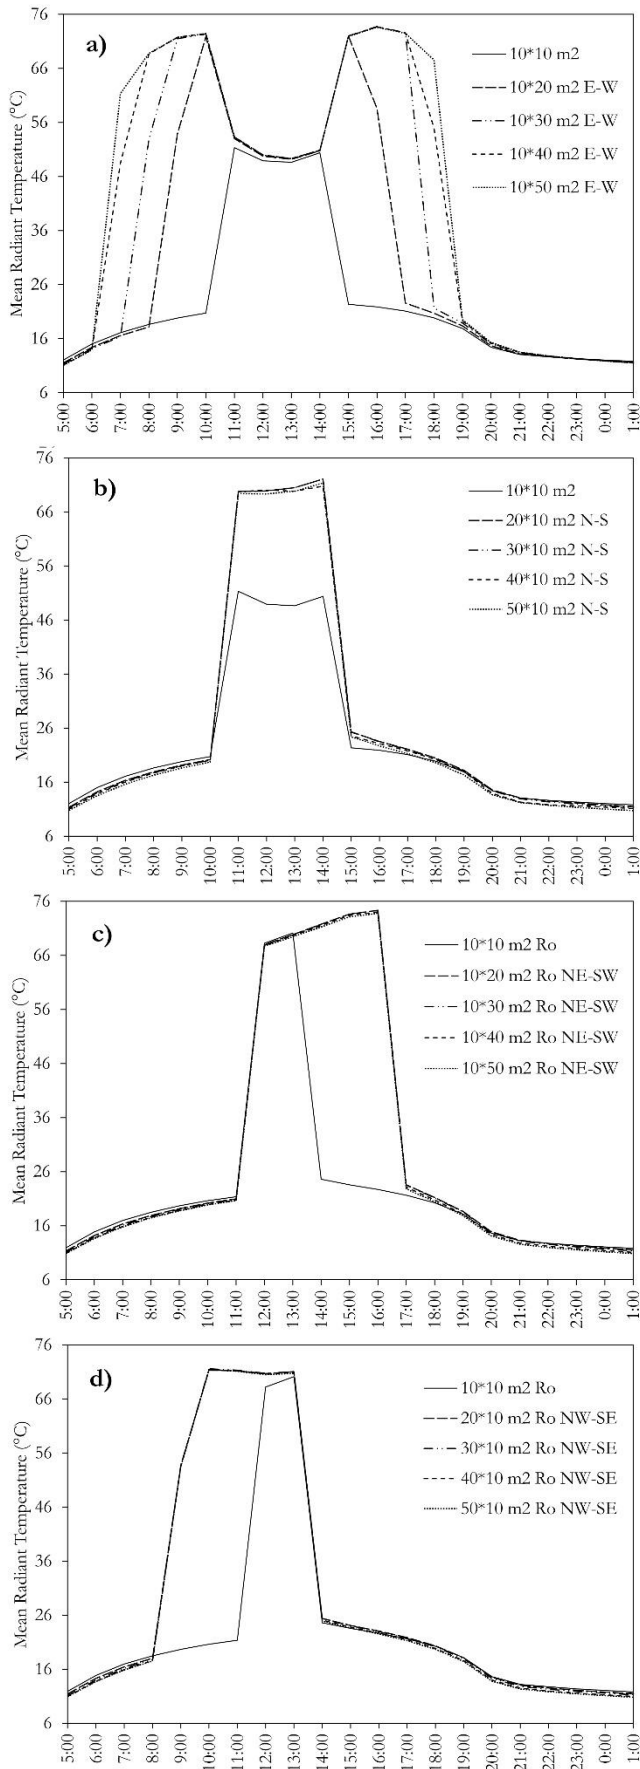 a)
Mean Radiant Temperature (°C)
76
66
56
46
36
26
16
6
10*10 m2
10*20 m2 E-W
10*30 m2 E-W
10*40 m2 E-W
10*50 m2 E-W
5:00 6:00 7:00 8:00 9:00 10:00 11:00 12:00 13:00 14:00 15:00 16:00 17:00 18:00 19:00 20:00 21:00 22:00 23:00 0:00 1:00
b)
Mean Radiant Temperature (°C)
76
66
56
46
36
26
16
6
10*10 m2
20*10 m2 N-S
30*10 m2 N-S
40*10 m2 N-S
50*10 m2 N-S
5:00 6:00 7:00 8:00 9:00 10:00 11:00 12:00 13:00 14:00 15:00 16:00 17:00 18:00 19:00 20:00 21:00 22:00 23:00 0:00 1:00
c)
Mean Radiant Temperature (°C)
76
66
56
46
36
26
16
6
10*10 m2 Ro
10*20 m2 Ro NE-SW
10*30 m2 Ro NE-SW
10*40 m2 Ro NE-SW
10*50 m2 Ro NE-SW
5:00 6:00 7:00 8:00 9:00 10:00 11:00 12:00 13:00 14:00 15:00 16:00 17:00 18:00 19:00 20:00 21:00 22:00 23:00 0:00 1:00
d)
Mean Radiant Temperature (°C)
76
66
56
46
36
26
16
6
10*10 m2 Ro
20*10 m2 Ro NW-SE
30*10 m2 Ro NW-SE
40*10 m2 Ro NW-SE
50*10 m2 Ro NW-SE
5:00 6:00 7:00 8:00 9:00 10:00 11:00 12:00 13:00 14:00 15:00 16:00 17:00 18:00 19:00 20:00 21:00 22:00 23:00 0:00 1:00